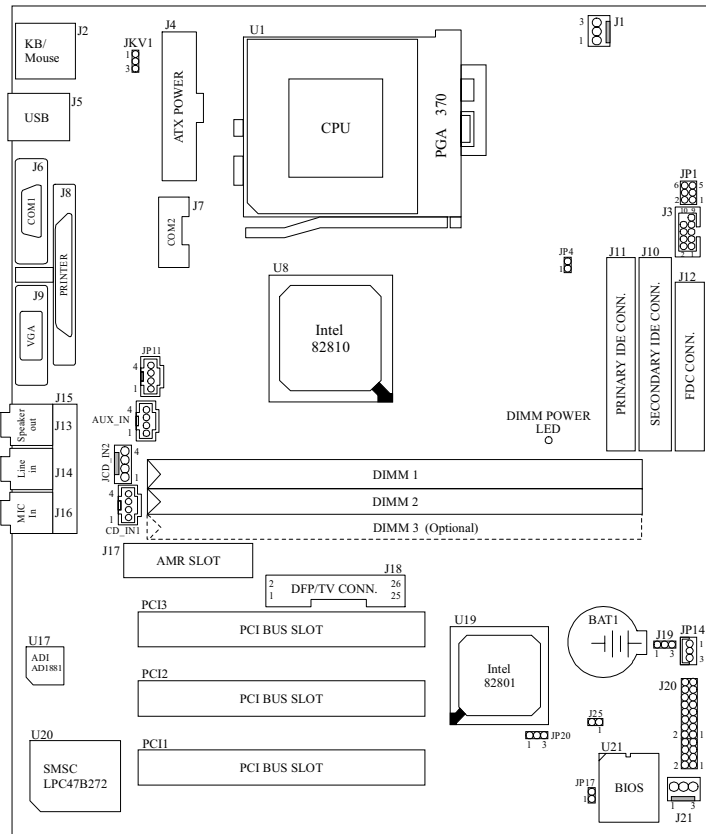 J2
KB/
Mouse
JKV1
1
3
J4
ATX POWER
U1
CPU
PGA 370
3
1
J1
J5
USB
J6
COM1
J8
PRINTER
J7
COM2
JP1
6
5
2
1
J3
10
9
2
1
JP4
1
J11
PRINARY IDE CONN.
J10
SECONDARY IDE CONN.
J12
FDC CONN.
U8
Intel
82810
J9
VGA
JP11
4
1
AUX_IN
4
1
J15
Speaker
out
J13
Line
in
J14
MIC
In
J16
JCD_IN2
4
1
4
1
CD_IN1
DIMM POWER
LED
DIMM 1
DIMM 2
DIMM 3 (Optional)
J17
AMR SLOT
J18
2
1
DFP/TV CONN.
26
25
PCI3
PCI BUS SLOT
U19
Intel
82801
BAT1
J19
1
3
JP14
1
3
U17
ADI
AD1881
PCI2
PCI BUS SLOT
J20
2
1
2
1
J25
1
JP20
1
3
U20
SMSC
LPC47B272
PCI1
PCI BUS SLOT
U21
BIOS
JP17
1
1
3
J21